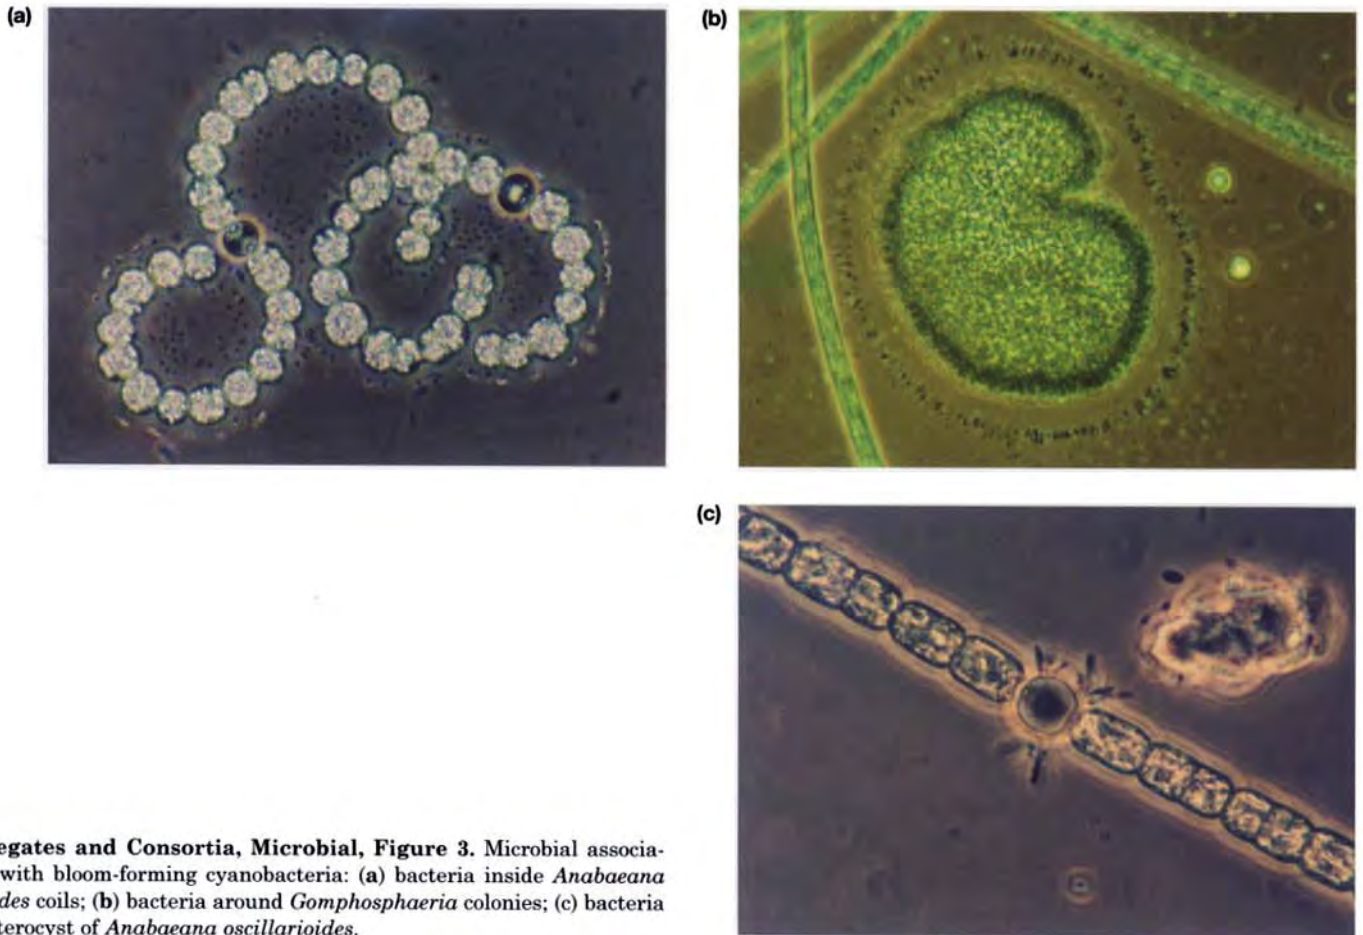 (a)
(b)
(c)
egates and Consortia, Microbial, Figure 3. Microbial associa-
with bloom-forming cyanobacteria: (a) bacteria inside Anabaeana
des coils; (b) bacteria around Gomphosphaeria colonies; (c) bacteria
terocyst of Anabaeana oscillarioides.